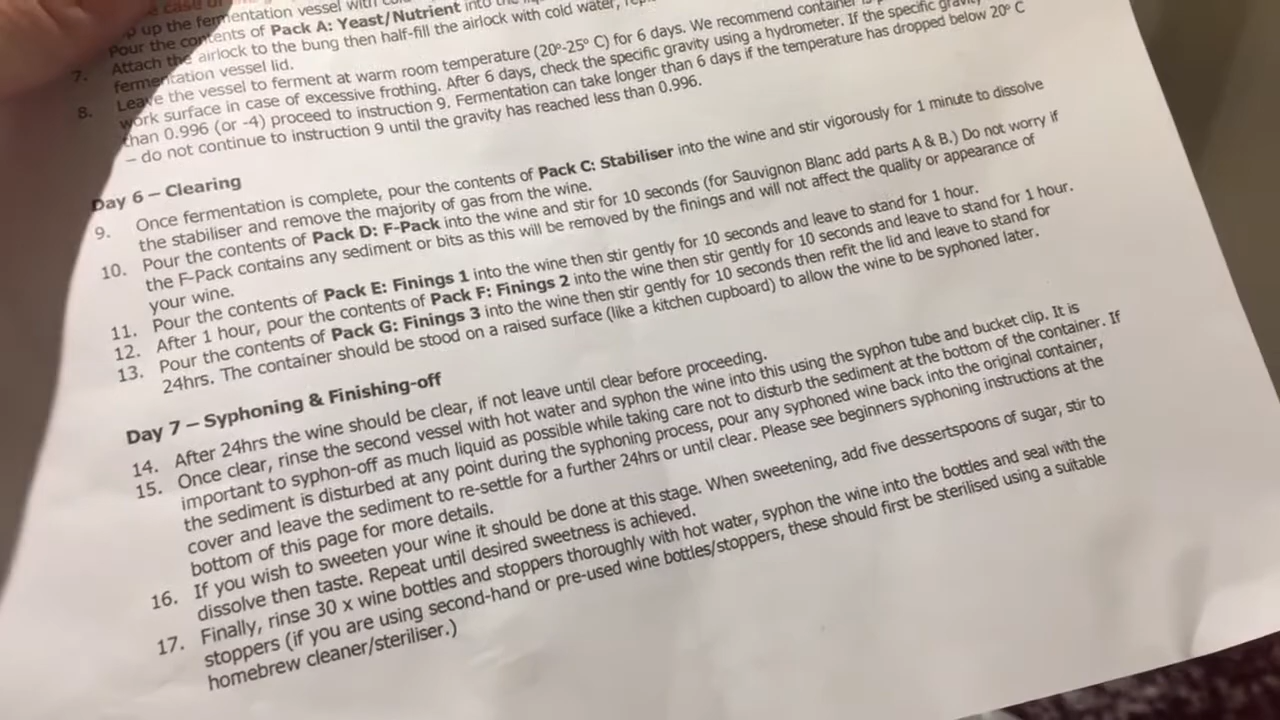 up the fermentation vessel with
Pour the contents of Pack A: Yeast/Nutrient into the
7. Attach the airlock to the bung then half-fill the airlock with cold water,
fermentation vessel lid.
8. Leave the vessel to ferment at warm room temperature (20º-25º C) for 6 days. We recommend container is
work surface in case of excessive frothing. After 6 days, check the specific gravity using a hydrometer. If the specific gravity
than 0.996 (or -4) proceed to instruction 9. Fermentation can take longer than 6 days if the temperature has dropped below 20º C
– do not continue to instruction 9 until the gravity has reached less than 0.996.
Day 6 – Clearing
9. Once fermentation is complete, pour the contents of Pack C: Stabiliser into the wine and stir vigorously for 1 minute to dissolve
the stabiliser and remove the majority of gas from the wine.
10. Pour the contents of Pack D: F-Pack into the wine and stir for 10 seconds (for Sauvignon Blanc add parts A & B.) Do not worry if
the F-Pack contains any sediment or bits as this will be removed by the finings and will not affect the quality or appearance of
your wine.
11. Pour the contents of Pack E: Finings 1 into the wine then stir gently for 10 seconds and leave to stand for 1 hour.
12. After 1 hour, pour the contents of Pack F: Finings 2 into the wine then stir gently for 10 seconds and leave to stand for 1 hour.
13. Pour the contents of Pack G: Finings 3 into the wine then stir gently for 10 seconds then refit the lid and leave to stand for
24hrs. The container should be stood on a raised surface (like a kitchen cupboard) to allow the wine to be syphoned later.
Day 7 – Syphoning & Finishing-off
14. After 24hrs the wine should be clear, if not leave until clear before proceeding.
15. Once clear, rinse the second vessel with hot water and syphon the wine into this using the syphon tube and bucket clip. It is
important to syphon-off as much liquid as possible while taking care not to disturb the sediment at the bottom of the container. If
the sediment is disturbed at any point during the syphoning process, pour any syphoned wine back into the original container,
cover and leave the sediment to re-settle for a further 24hrs or until clear. Please see beginners syphoning instructions at the
bottom of this page for more details.
16. If you wish to sweeten your wine it should be done at this stage. When sweetening, add five dessertspoons of sugar, stir to
dissolve then taste. Repeat until desired sweetness is achieved.
17. Finally, rinse 30 x wine bottles and stoppers thoroughly with hot water, syphon the wine into the bottles and seal with the
stoppers (if you are using second-hand or pre-used wine bottles/stoppers, these should first be sterilised using a suitable
homebrew cleaner/steriliser.)